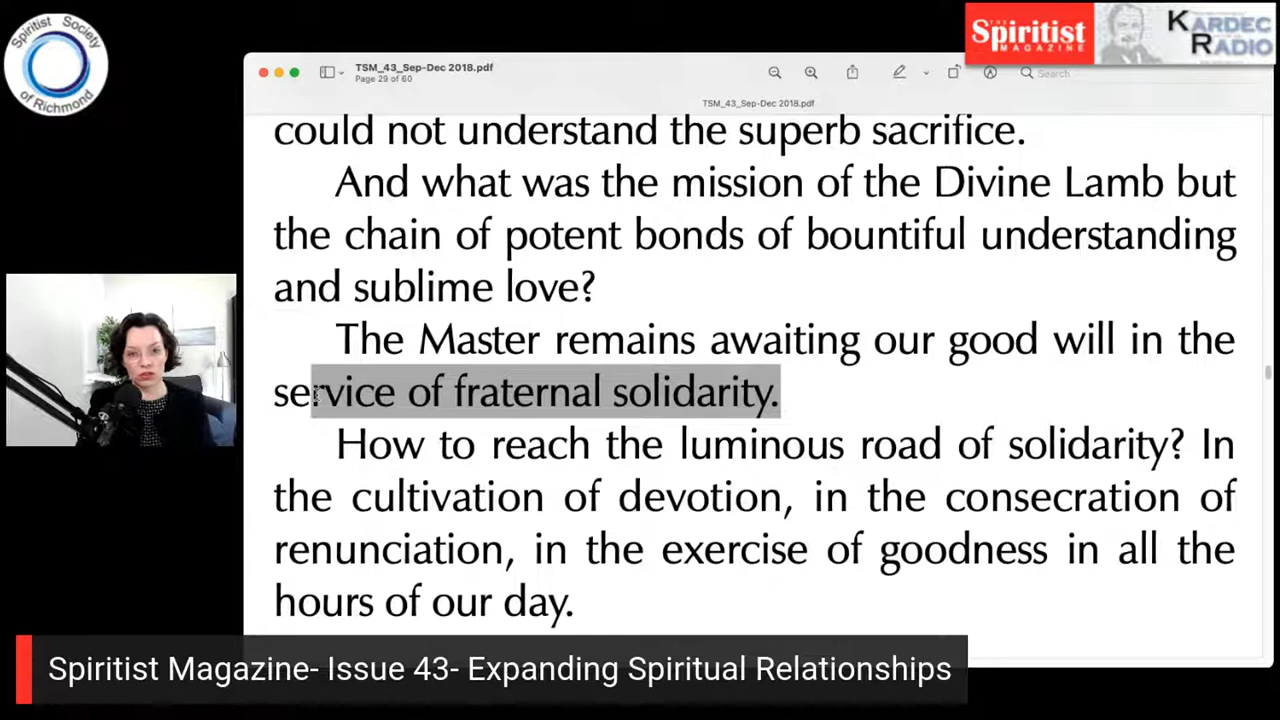 Spiritist Society
of Richmond
THE
Spiritist
MAGAZINE
KARDEC
RADIO
TSM_43_Sep-Dec 2018.pdf
Page 29 of 60
Search
TSM_43_Sep-Dec 2018.pdf
could not understand the superb sacrifice.
And what was the mission of the Divine Lamb but
the chain of potent bonds of bountiful understanding
and sublime love?
The Master remains awaiting our good will in the
service of fraternal solidarity.
How to reach the luminous road of solidarity? In
the cultivation of devotion, in the consecration of
renunciation, in the exercise of goodness in all the
hours of our day.
Spiritist Magazine- Issue 43- Expanding Spiritual Relationships